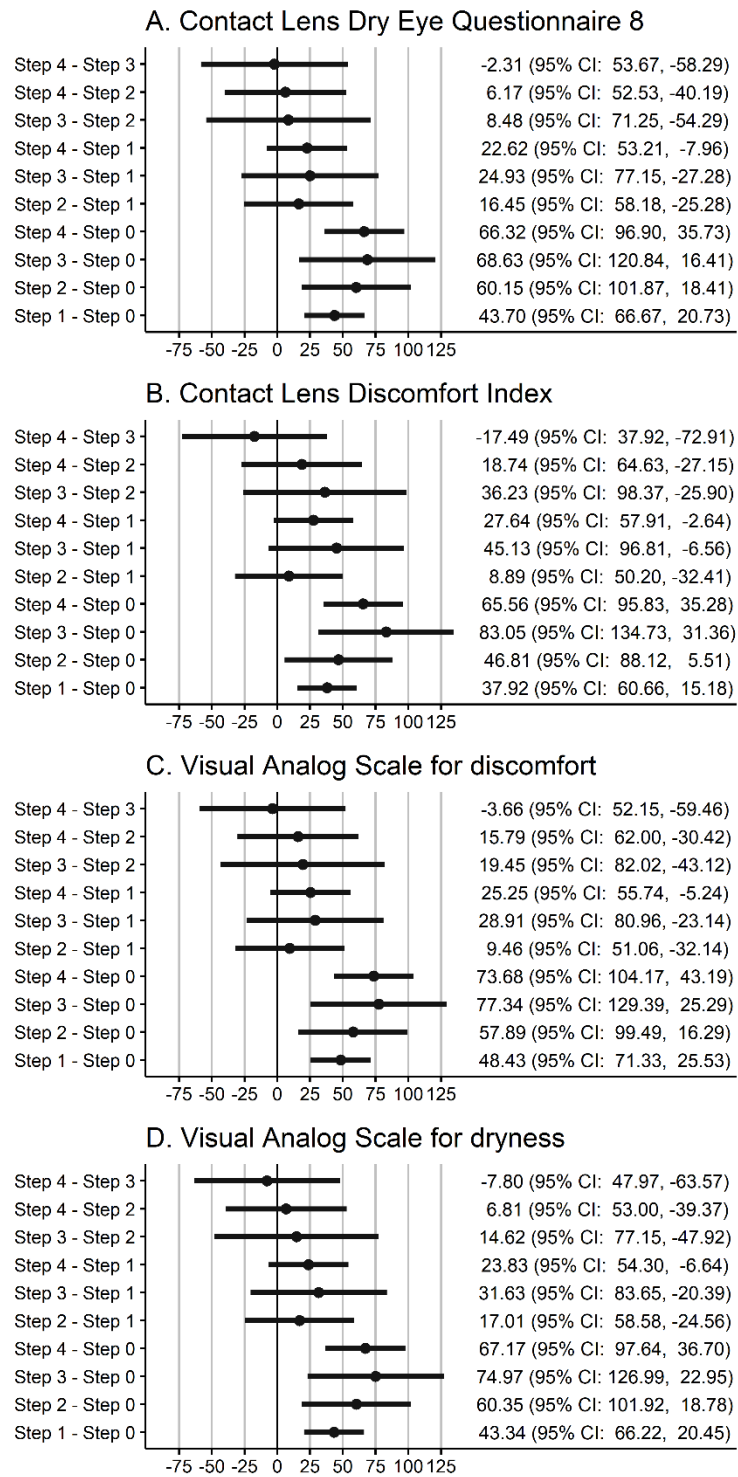 A. Contact Lens Dry Eye Questionnaire 8
Step 4 - Step 3 -2.31 (95% CI: 53.67, -58.29)
Step 4 - Step 2 6.17 (95% CI: 52.53, -40.19)
Step 3 - Step 2 8.48 (95% CI: 71.25, -54.29)
Step 4 - Step 1 22.62 (95% CI: 53.21, -7.96)
Step 3 - Step 1 24.93 (95% CI: 77.15, -27.28)
Step 2 - Step 1 16.45 (95% CI: 58.18, -25.28)
Step 4 - Step 0 66.32 (95% CI: 96.90, 35.73)
Step 3 - Step 0 68.63 (95% CI: 120.84, 16.41)
Step 2 - Step 0 60.15 (95% CI: 101.87, 18.41)
Step 1 - Step 0 43.70 (95% CI: 66.67, 20.73)
-75 -50 -25 0 25 50 75 100 125
B. Contact Lens Discomfort Index
Step 4 - Step 3 -17.49 (95% CI: 37.92, -72.91)
Step 4 - Step 2 18.74 (95% CI: 64.63, -27.15)
Step 3 - Step 2 36.23 (95% CI: 98.37, -25.90)
Step 4 - Step 1 27.64 (95% CI: 57.91, -2.64)
Step 3 - Step 1 45.13 (95% CI: 96.81, -6.56)
Step 2 - Step 1 8.89 (95% CI: 50.20, -32.41)
Step 4 - Step 0 65.56 (95% CI: 95.83, 35.28)
Step 3 - Step 0 83.05 (95% CI: 134.73, 31.36)
Step 2 - Step 0 46.81 (95% CI: 88.12, 5.51)
Step 1 - Step 0 37.92 (95% CI: 60.66, 15.18)
-75 -50 -25 0 25 50 75 100 125
C. Visual Analog Scale for discomfort
Step 4 - Step 3 -3.66 (95% CI: 52.15, -59.46)
Step 4 - Step 2 15.79 (95% CI: 62.00, -30.42)
Step 3 - Step 2 19.45 (95% CI: 82.02, -43.12)
Step 4 - Step 1 25.25 (95% CI: 55.74, -5.24)
Step 3 - Step 1 28.91 (95% CI: 80.96, -23.14)
Step 2 - Step 1 9.46 (95% CI: 51.06, -32.14)
Step 4 - Step 0 73.68 (95% CI: 104.17, 43.19)
Step 3 - Step 0 77.34 (95% CI: 129.39, 25.29)
Step 2 - Step 0 57.89 (95% CI: 99.49, 16.29)
Step 1 - Step 0 48.43 (95% CI: 71.33, 25.53)
-75 -50 -25 0 25 50 75 100 125
D. Visual Analog Scale for dryness
Step 4 - Step 3 -7.80 (95% CI: 47.97, -63.57)
Step 4 - Step 2 6.81 (95% CI: 53.00, -39.37)
Step 3 - Step 2 14.62 (95% CI: 77.15, -47.92)
Step 4 - Step 1 23.83 (95% CI: 54.30, -6.64)
Step 3 - Step 1 31.63 (95% CI: 83.65, -20.39)
Step 2 - Step 1 17.01 (95% CI: 58.58, -24.56)
Step 4 - Step 0 67.17 (95% CI: 97.64, 36.70)
Step 3 - Step 0 74.97 (95% CI: 126.99, 22.95)
Step 2 - Step 0 60.35 (95% CI: 101.92, 18.78)
Step 1 - Step 0 43.34 (95% CI: 66.22, 20.45)
-75 -50 -25 0 25 50 75 100 125